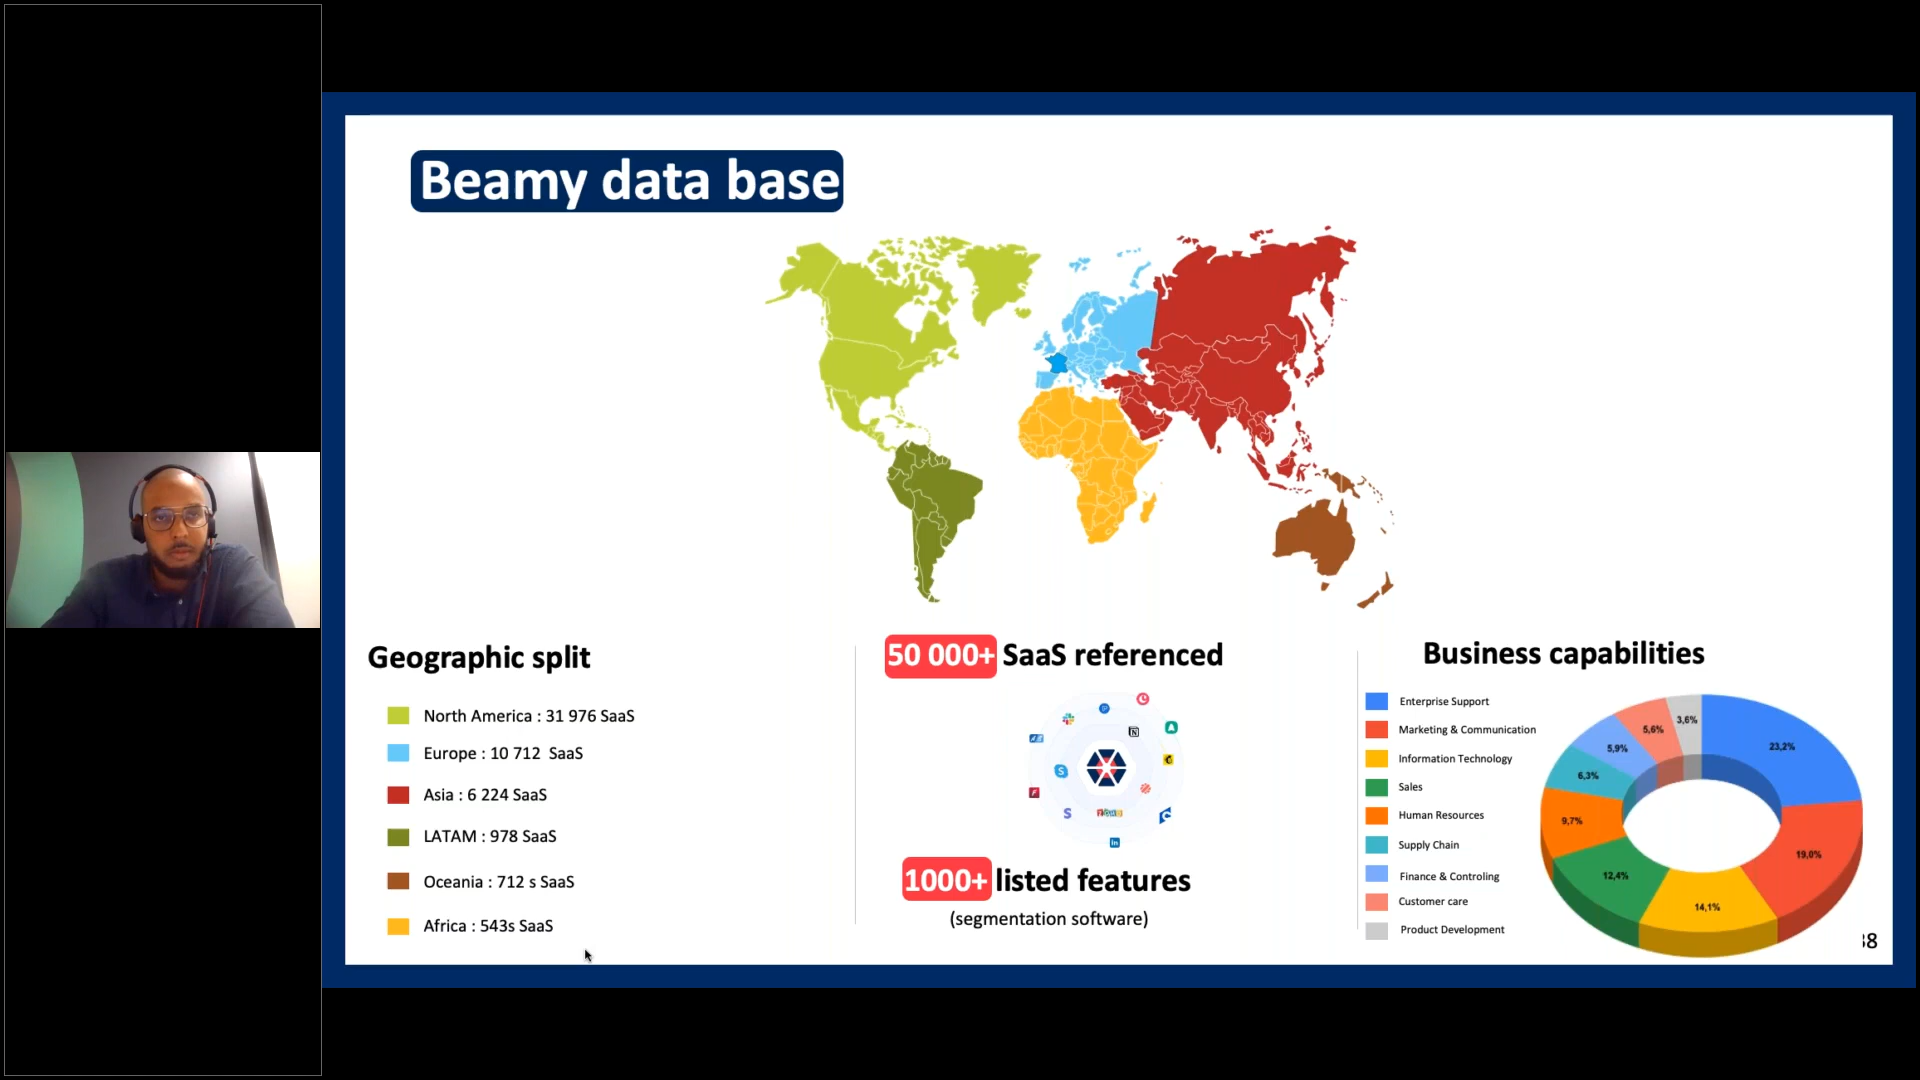 Beamy data base
Geographic split
North America : 31 976 SaaS
Europe : 10 712  SaaS
Asia : 6 224 SaaS
LATAM : 978 SaaS
Oceania : 712 s SaaS
Africa : 543s SaaS
50 000+ SaaS referenced
1000+ listed features
(segmentation software)
Business capabilities
Enterprise Support
Marketing & Communication
Information Technology
Sales
Human Resources
Supply Chain
Finance & Controling
Customer care
Product Development
3,6%
5,6%
23,2%
5,9%
6,3%
9,7%
19,0%
12,4%
14,1%